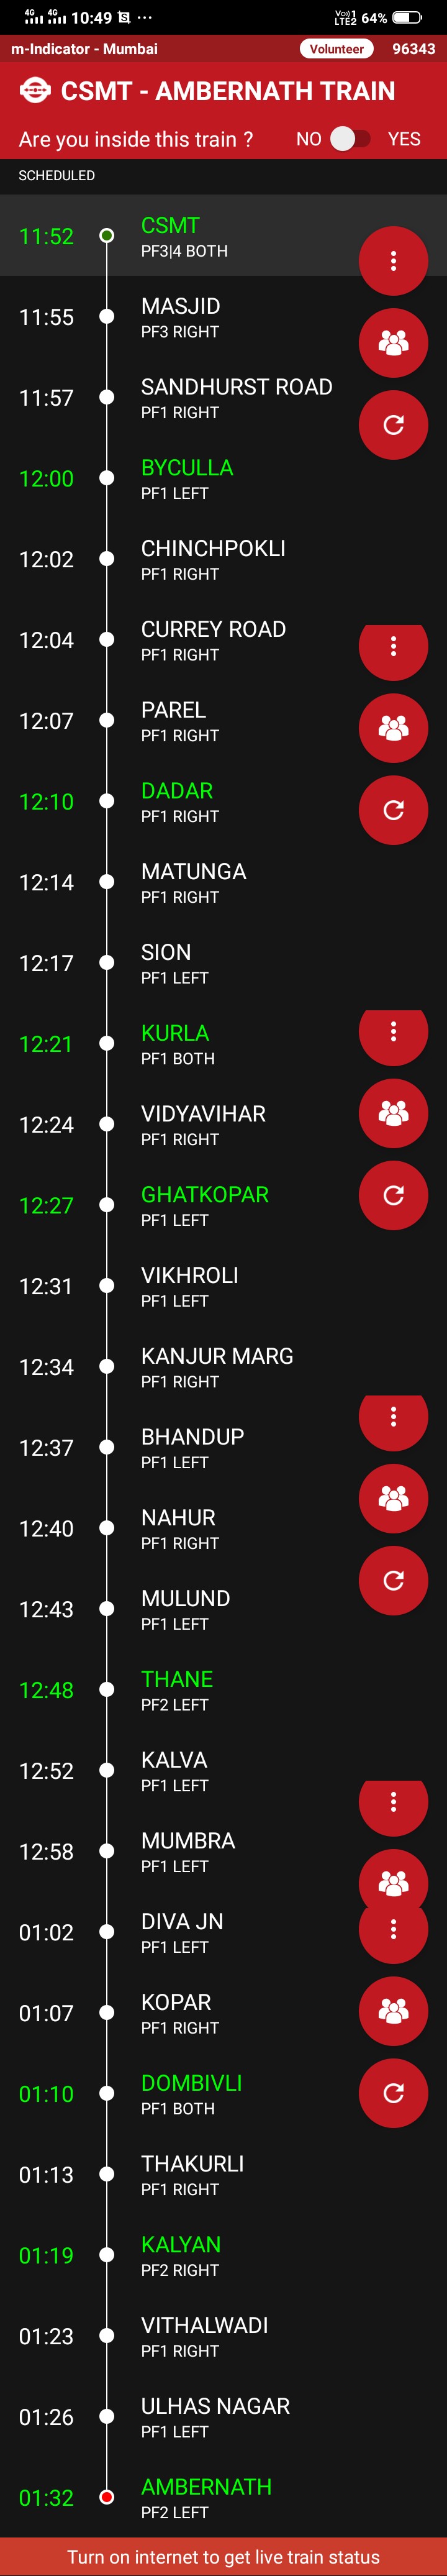 4G 4G 10:49 S ... Vo)) 1 LTE2 64%
m-Indicator - Mumbai Volunteer 96343
CSMT - AMBERNATH TRAIN
Are you inside this train ? NO YES
SCHEDULED
11:52 CSMT
PF3|4 BOTH
11:55 MASJID
PF3 RIGHT
11:57 SANDHURST ROAD
PF1 RIGHT
12:00 BYCULLA
PF1 LEFT
12:02 CHINCHPOKLI
PF1 RIGHT
12:04 CURREY ROAD
PF1 RIGHT
12:07 PAREL
PF1 RIGHT
12:10 DADAR
PF1 RIGHT
12:14 MATUNGA
PF1 RIGHT
12:17 SION
PF1 LEFT
12:21 KURLA
PF1 BOTH
12:24 VIDYAVIHAR
PF1 RIGHT
12:27 GHATKOPAR
PF1 LEFT
12:31 VIKHROLI
PF1 LEFT
12:34 KANJUR MARG
PF1 RIGHT
12:37 BHANDUP
PF1 LEFT
12:40 NAHUR
PF1 RIGHT
12:43 MULUND
PF1 LEFT
12:48 THANE
PF2 LEFT
12:52 KALVA
PF1 LEFT
12:58 MUMBRA
PF1 LEFT
01:02 DIVA JN
PF1 LEFT
01:07 KOPAR
PF1 RIGHT
01:10 DOMBIVLI
PF1 BOTH
01:13 THAKURLI
PF1 RIGHT
01:19 KALYAN
PF2 RIGHT
01:23 VITHALWADI
PF1 RIGHT
01:26 ULHAS NAGAR
PF1 LEFT
01:32 AMBERNATH
PF2 LEFT
Turn on internet to get live train status